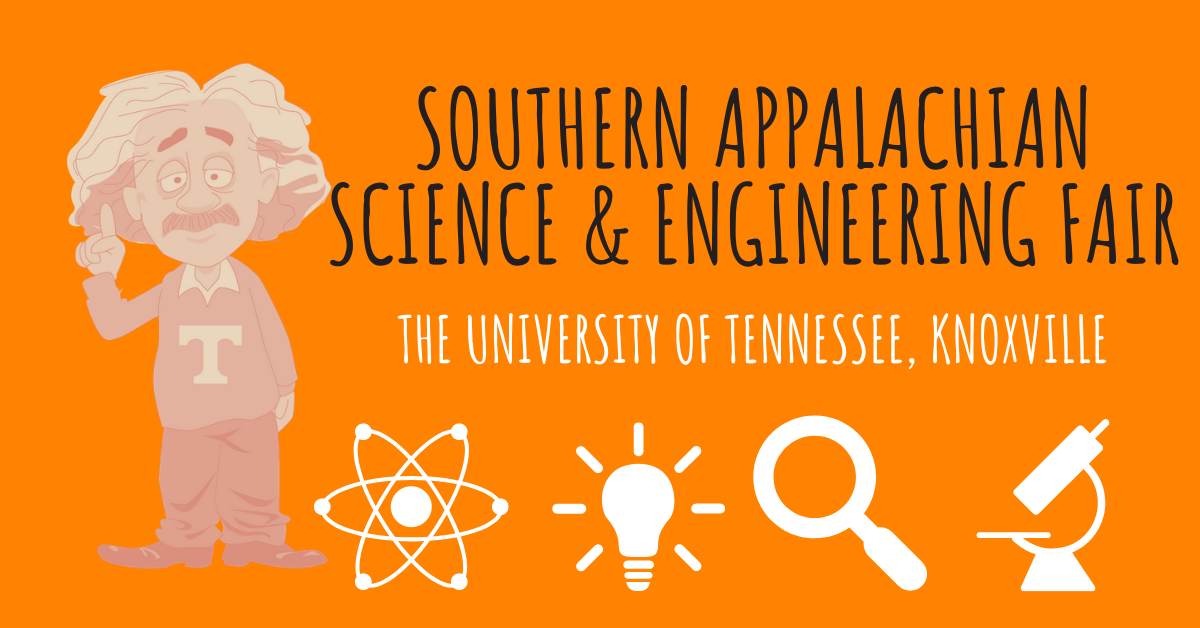 SOUTHERN APPALACHIAN
SCIENCE & ENGINEERING FAIR
THE UNIVERSITY OF TENNESSEE, KNOXVILLE
T